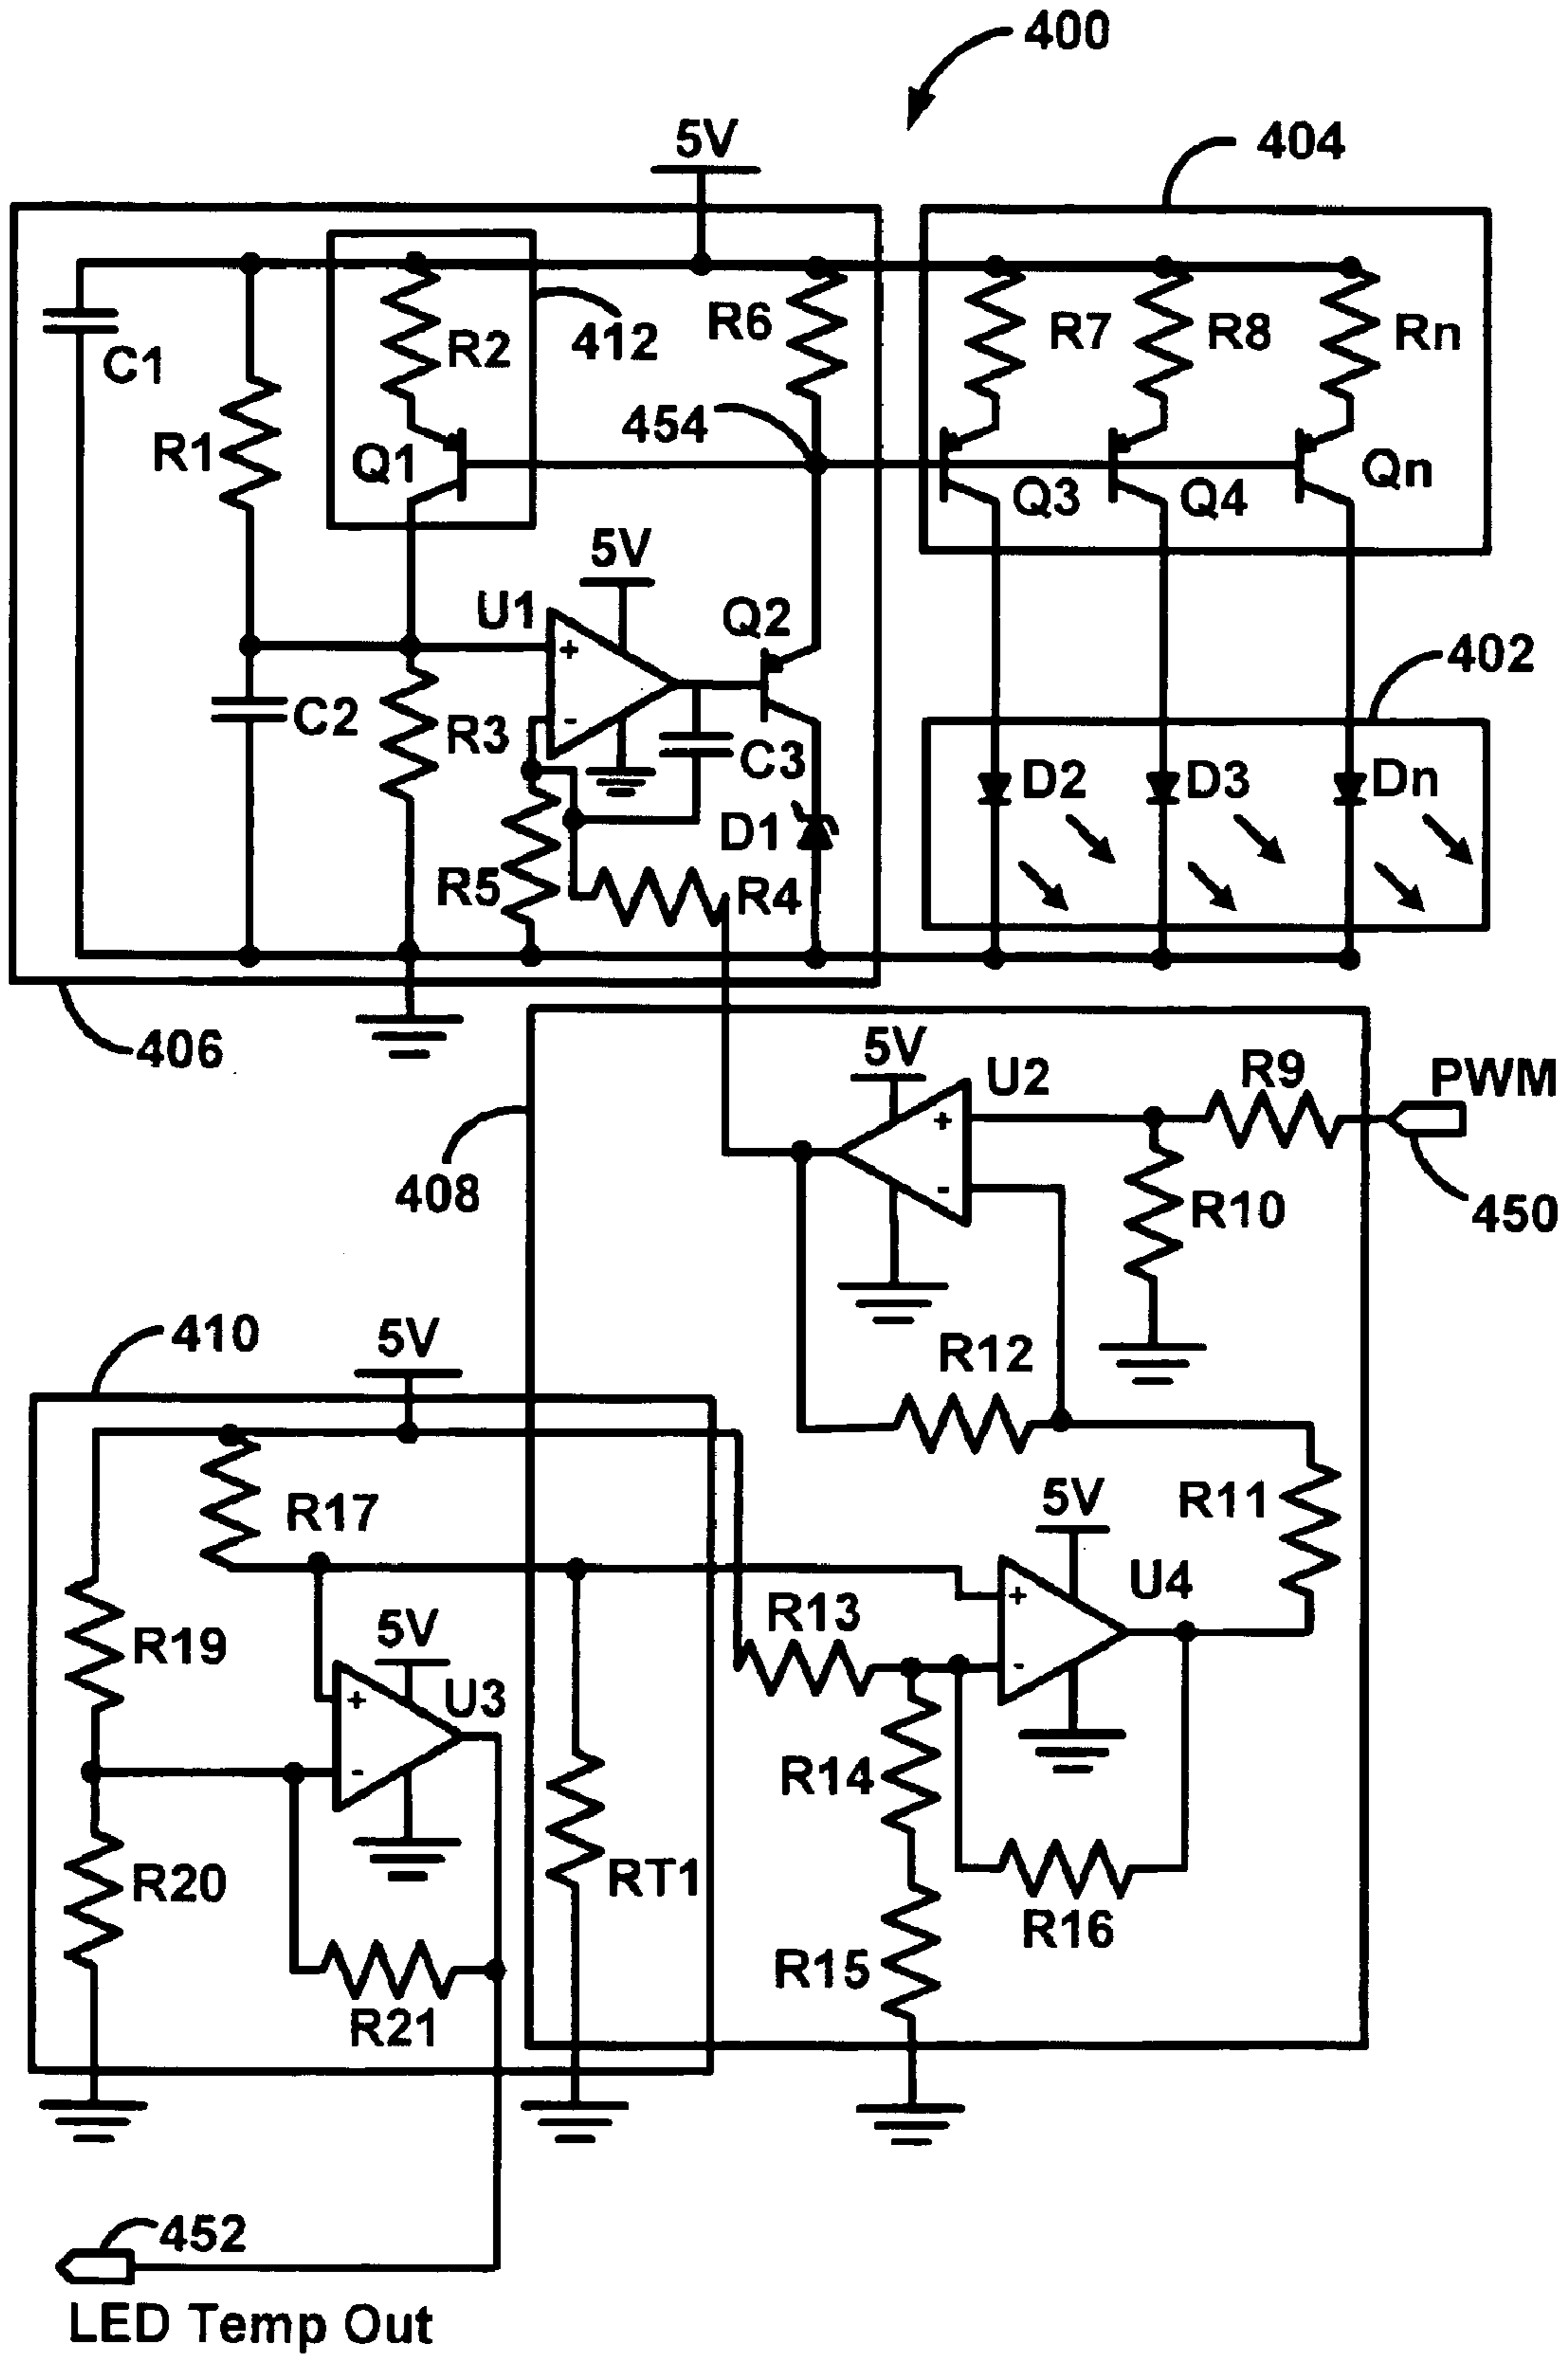 400
5V
404
R6
R7
R8
Rn
R2
412
C1
R1
454
Q1
Q3
Q4
Qn
5V
U1
+
-
Q2
402
C2
R3
C3
D1
D2
D3
Dn
R5
R4
406
5V
U2
+
-
R9
PWM
408
R10
450
410
5V
R12
R17
5V
R11
U4
+
-
R13
R19
5V
U3
+
-
R14
R20
RT1
R16
R15
R21
452
LED Temp Out